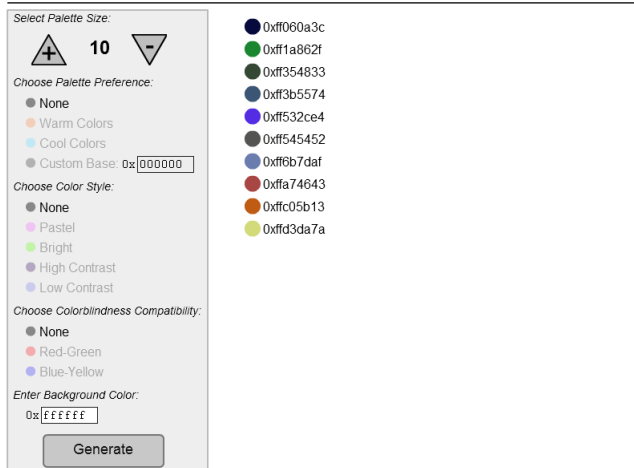 Select Palette Size:
+ 10 -
Choose Palette Preference:
None
Warm Colors
Cool Colors
Custom Base: 0x 000000
Choose Color Style:
None
Pastel
Bright
High Contrast
Low Contrast
Choose Colorblindness Compatibility:
None
Red-Green
Blue-Yellow
Enter Background Color:
0x ffffff
Generate
0xff060a3c
0xff1a862f
0xff354833
0xff3b5574
0xff532ce4
0xff545452
0xff6b7daf
0xffa74643
0xffc05b13
0xffd3da7a